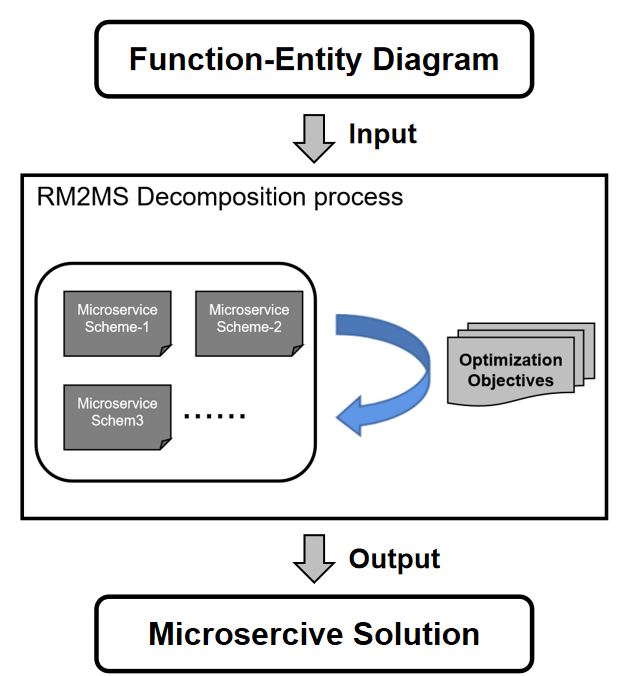 Function-Entity Diagram
Input
RM2MS Decomposition process
Microservice
Scheme-1
Microservice
Scheme-2
Microservice
Schem3
......
Optimization
Objectives
Output
Microsercive Solution